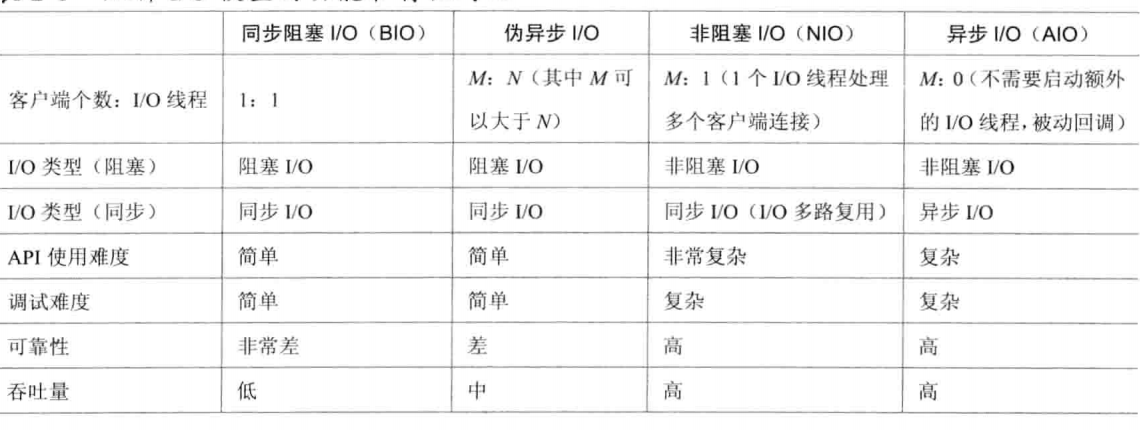 同步阻塞 I/O（BIO） 伪异步 I/O 非阻塞 I/O（NIO） 异步 I/O（AIO）
客户端个数：I/O 线程 1：1 M：N（其中 M 可以大于 N） M：1（1 个 I/O 线程处理多个客户端连接） M：0（不需要启动额外的 I/O 线程，被动回调）
I/O 类型（阻塞） 阻塞 I/O 阻塞 I/O 非阻塞 I/O 非阻塞 I/O
I/O 类型（同步） 同步 I/O 同步 I/O 同步 I/O（I/O 多路复用） 异步 I/O
API 使用难度 简单 简单 非常复杂 复杂
调试难度 简单 简单 复杂 复杂
可靠性 非常差 差 高 高
吞吐量 低 中 高 高